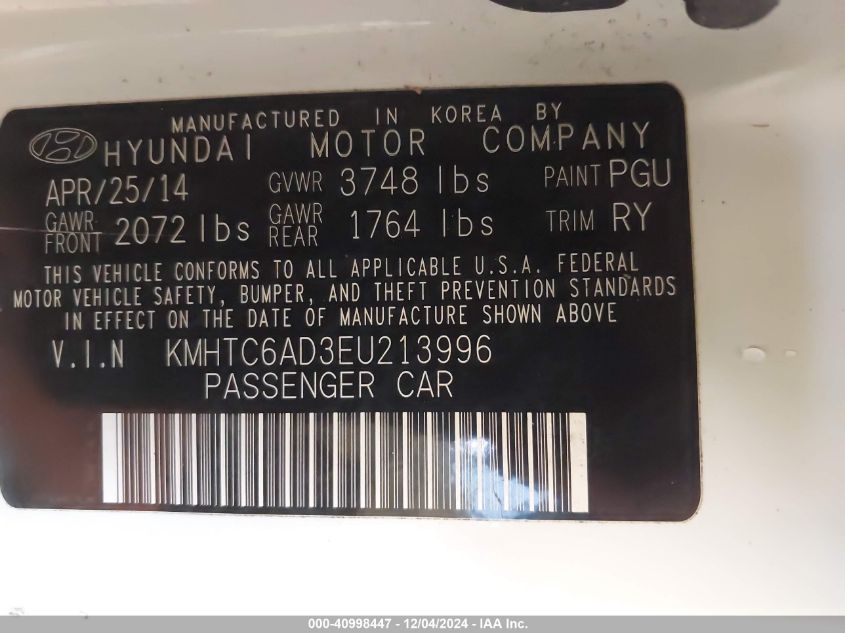 MANUFACTURED IN KOREA BY
HYUNDAI MOTOR COMPANY
APR/25/14 GVWR 3748 lbs PAINT PGU
GAWR FRONT 2072 lbs GAWR REAR 1764 lbs TRIM RY
THIS VEHICLE CONFORMS TO ALL APPLICABLE U.S.A. FEDERAL
MOTOR VEHICLE SAFETY, BUMPER, AND THEFT PREVENTION STANDARDS
IN EFFECT ON THE DATE OF MANUFACTURE SHOWN ABOVE
V.I.N KMHTC6AD3EU213996
PASSENGER CAR
000-40998447 - 12/04/2024 - IAA Inc.